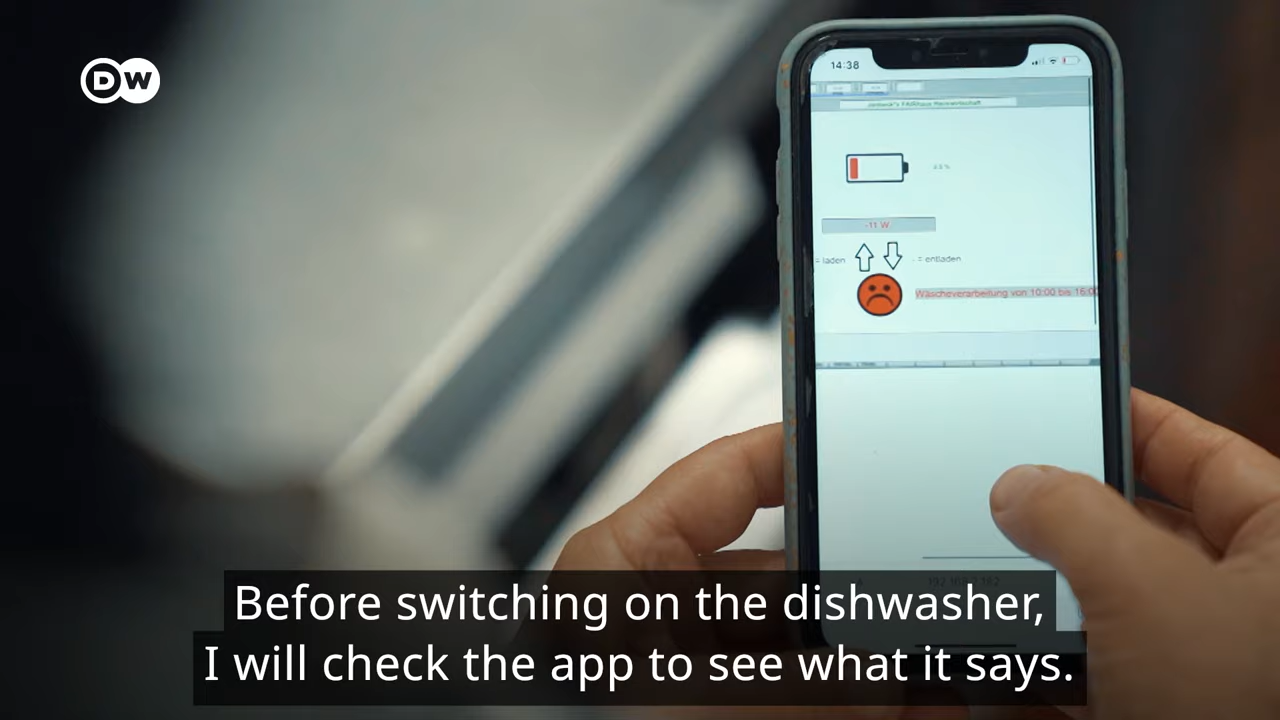 DW
14:38
-11 W
= laden
- = entladen
Wäscheverarbeitung von 10:00 bis 16:00
Before switching on the dishwasher,
I will check the app to see what it says.